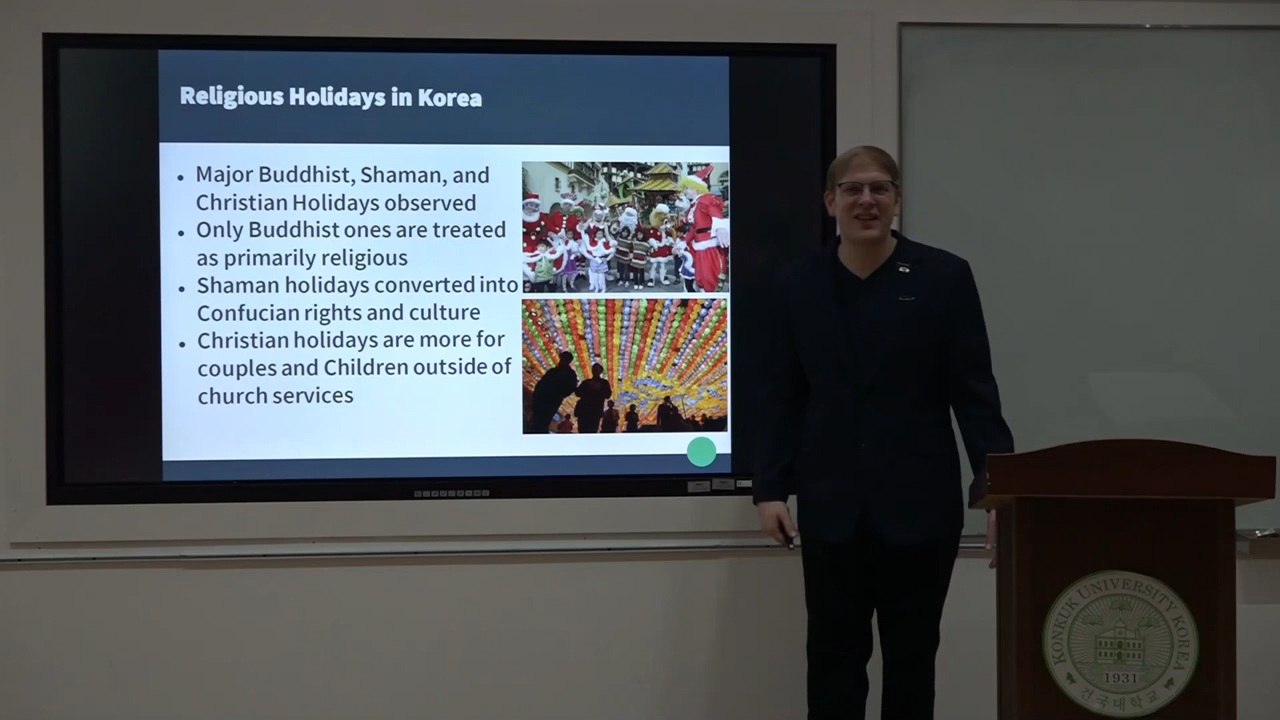 Religious Holidays in Korea
• Major Buddhist, Shaman, and
Christian Holidays observed
• Only Buddhist ones are treated
as primarily religious
• Shaman holidays converted into
Confucian rights and culture
• Christian holidays are more for
couples and Children outside of
church services
KONKUK UNIVERSITY KOREA
1931
건국대학교